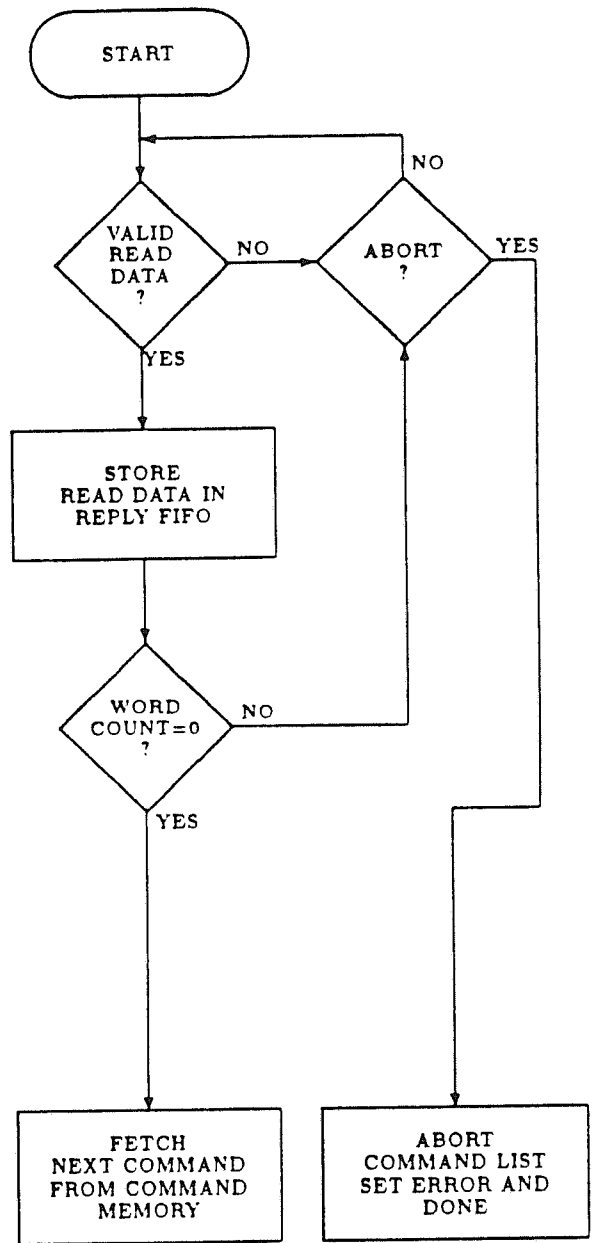 START
NO
VALID
READ
DATA
?
NO
ABORT
?
YES
YES
STORE
READ DATA IN
REPLY FIFO
WORD
COUNT=0
?
NO
YES
FETCH
NEXT COMMAND
FROM COMMAND
MEMORY
ABORT
COMMAND LIST
SET ERROR AND
DONE